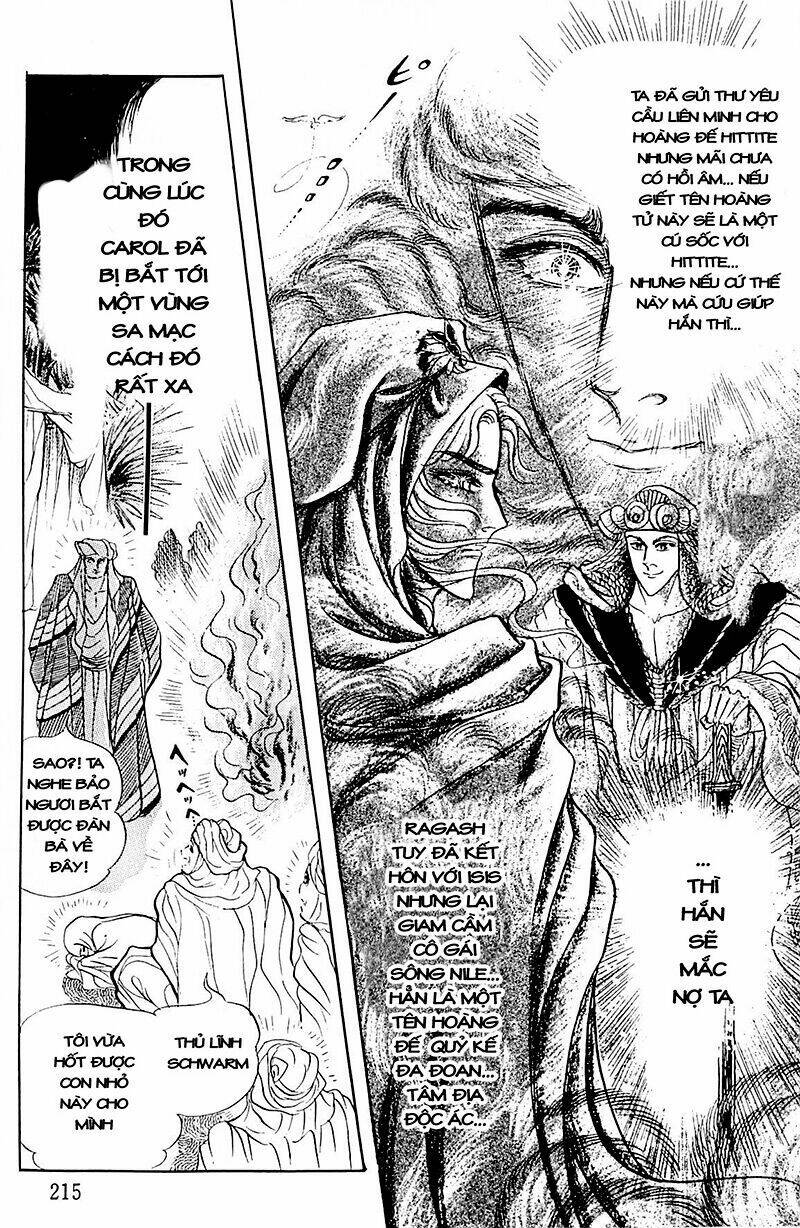 TA ĐÃ GỬI THƯ YÊU
CẦU LIÊN MINH CHO
HOÀNG ĐẾ HITTITE
NHƯNG MÃI CHƯA
CÓ HỒI ÂM... NẾU
GIẾT TÊN HOÀNG
TỬ NÀY SẼ LÀ MỘT
CÚ SỐC VỚI
HITTITE...
NHƯNG NẾU CỨ THẾ
NÀY MÀ CỨU GIÚP
HẮN THÌ...
ピ
...
THÌ
HẮN
SẼ
MẮC
NỢ TA
RAGASH
TUY ĐÃ KẾT
HÔN VỚI ISIS
NHƯNG LẠI
GIAM CẦM
CÔ GÁI
SÔNG NILE...
HẲN LÀ MỘT
TÊN HOÀNG
ĐẾ QUỶ KẾ
ĐA ĐOAN...
TÂM ĐỊA
ĐỘC ÁC...
TRONG
CÙNG LÚC
ĐÓ
CAROL ĐÃ
BỊ BẮT TỚI
MỘT VÙNG
SA MẠC
CÁCH ĐÓ
RẤT XA
SAO?! TA
NGHE BẢO
NGƯƠI BẮT
ĐƯỢC ĐÀN
BÀ VỀ
ĐÂY!
THỦ LĨNH
SCHWARM
TÔI VỪA
HỐT ĐƯỢC
CON NHỎ
NÀY CHO
MÌNH
215